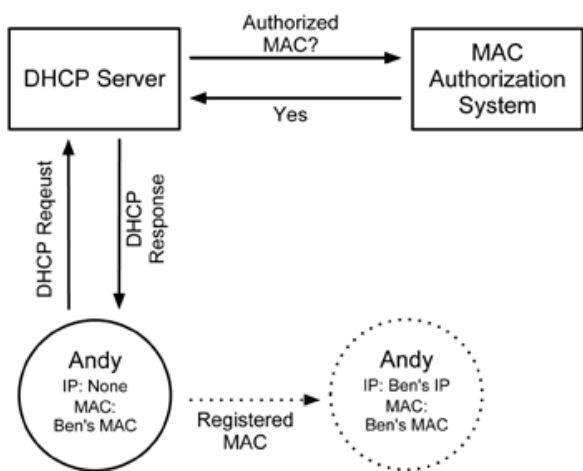 Authorized
MAC?
DHCP Server
MAC
Authorization
System
Yes
DHCP Reqeust
DHCP
Response
Andy
IP: None
MAC:
Ben's MAC
Registered
MAC
Andy
IP: Ben's IP
MAC:
Ben's MAC